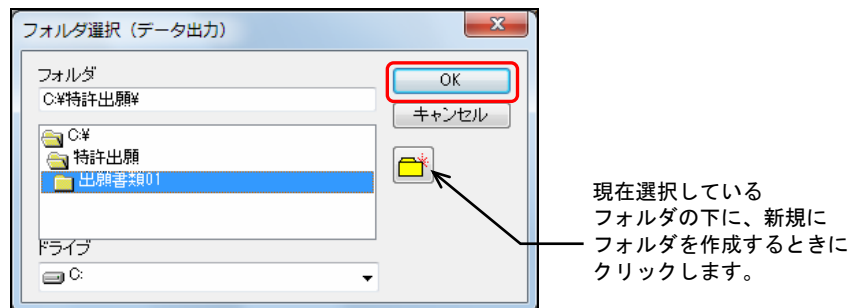 フォルダ選択（データ出力）
フォルダ
C:¥特許出願¥
OK
キャンセル
C:¥
特許出願
出願書類01
ドライブ
C:
現在選択している
フォルダの下に、新規に
フォルダを作成するときに
クリックします。